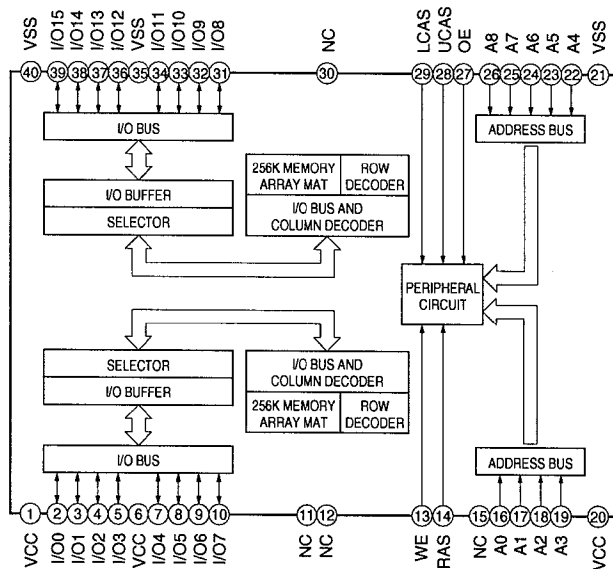 VSS I/O15 I/O14 I/O13 I/O12 VSS I/O11 I/O10 I/O9 I/O8 NC LCAS UCAS OE A8 A7 A6 A5 A4 VSS
40 39 38 37 36 35 34 33 32 31 30 29 28 27 26 25 24 23 22 21
I/O BUS
ADDRESS BUS
I/O BUFFER
SELECTOR
256K MEMORY
ARRAY MAT
ROW
DECODER
I/O BUS AND
COLUMN DECODER
PERIPHERAL
CIRCUIT
SELECTOR
I/O BUFFER
I/O BUS AND
COLUMN DECODER
256K MEMORY
ARRAY MAT
ROW
DECODER
I/O BUS
ADDRESS BUS
1 2 3 4 5 6 7 8 9 10 11 12 13 14 15 16 17 18 19 20
VCC I/O0 I/O1 I/O2 I/O3 VCC I/O4 I/O5 I/O6 I/O7 NC NC WE RAS NC A0 A1 A2 A3 VCC